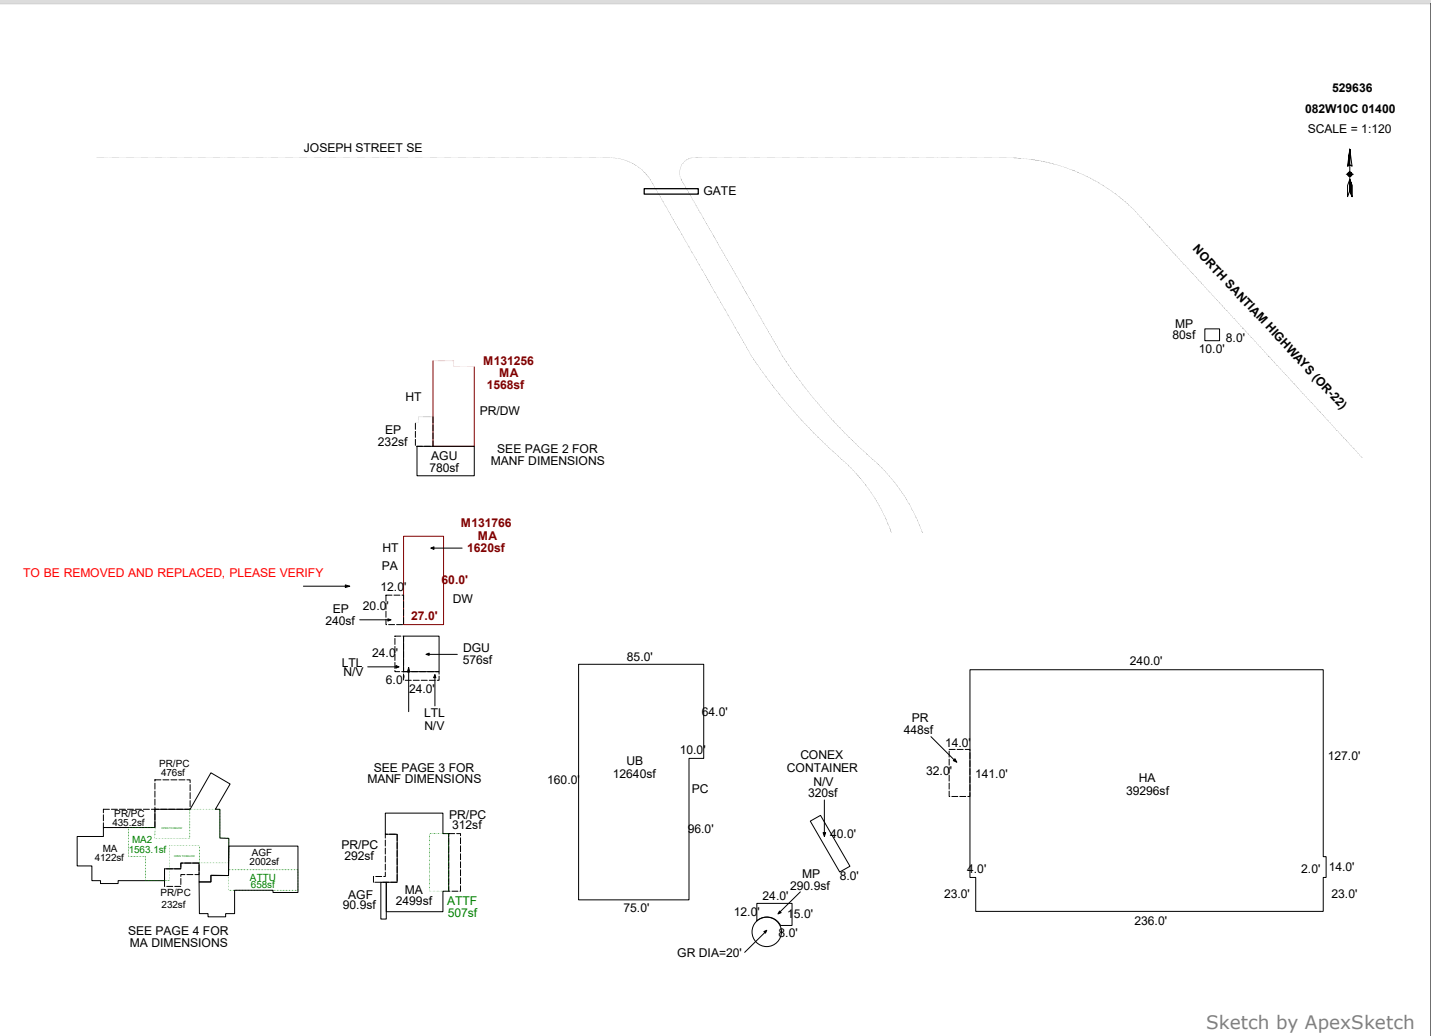 529636
082W10C 01400
SCALE = 1:120
JOSEPH STREET SE
GATE
NORTH SANTIAM HIGHWAYS (OR-22)
MP
80sf
8.0'
10.0'
M131256
MA
1568sf
HT
PR/DW
EP
232sf
AGU
780sf
SEE PAGE 2 FOR
MANF DIMENSIONS
M131766
MA
1620sf
HT
PA
TO BE REMOVED AND REPLACED, PLEASE VERIFY
12.0'
60.0'
DW
20.0'
EP
240sf
27.0'
24.0'
DGU
576sf
LTL
N/V
6.0'
24.0'
LTL
N/V
SEE PAGE 3 FOR
MANF DIMENSIONS
85.0'
64.0'
10.0'
UB
12640sf
160.0'
PC
96.0'
75.0'
CONEX
CONTAINER
N/V
320sf
40.0'
8.0'
MP
290.9sf
24.0'
12.0'
15.0'
8.0'
GR DIA=20'
240.0'
PR
448sf
14.0'
32.0'
141.0'
HA
39296sf
127.0'
4.0'
2.0'
14.0'
23.0'
23.0'
236.0'
PR/PC
476sf
PR/PC
435.2sf
MA2
1563.1sf
MA
4122sf
AGF
2002sf
ATTU
658sf
PR/PC
232sf
SEE PAGE 4 FOR
MA DIMENSIONS
PR/PC
312sf
PR/PC
292sf
AGF
90.9sf
MA
2499sf
ATTF
507sf
Sketch by ApexSketch